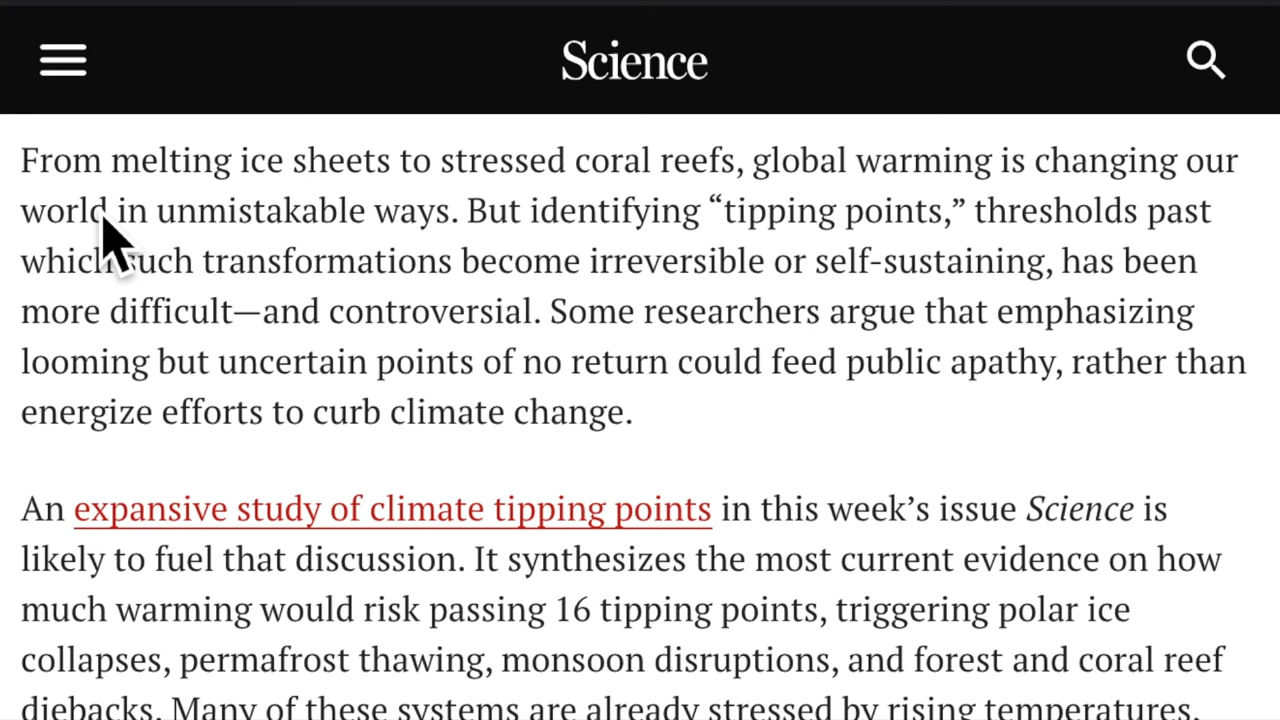 Science
From melting ice sheets to stressed coral reefs, global warming is changing our
world in unmistakable ways. But identifying “tipping points,” thresholds past
which such transformations become irreversible or self-sustaining, has been
more difficult—and controversial. Some researchers argue that emphasizing
looming but uncertain points of no return could feed public apathy, rather than
energize efforts to curb climate change.
An expansive study of climate tipping points in this week’s issue Science is
likely to fuel that discussion. It synthesizes the most current evidence on how
much warming would risk passing 16 tipping points, triggering polar ice
collapses, permafrost thawing, monsoon disruptions, and forest and coral reef
diebacks. Many of these systems are already stressed by rising temperatures,